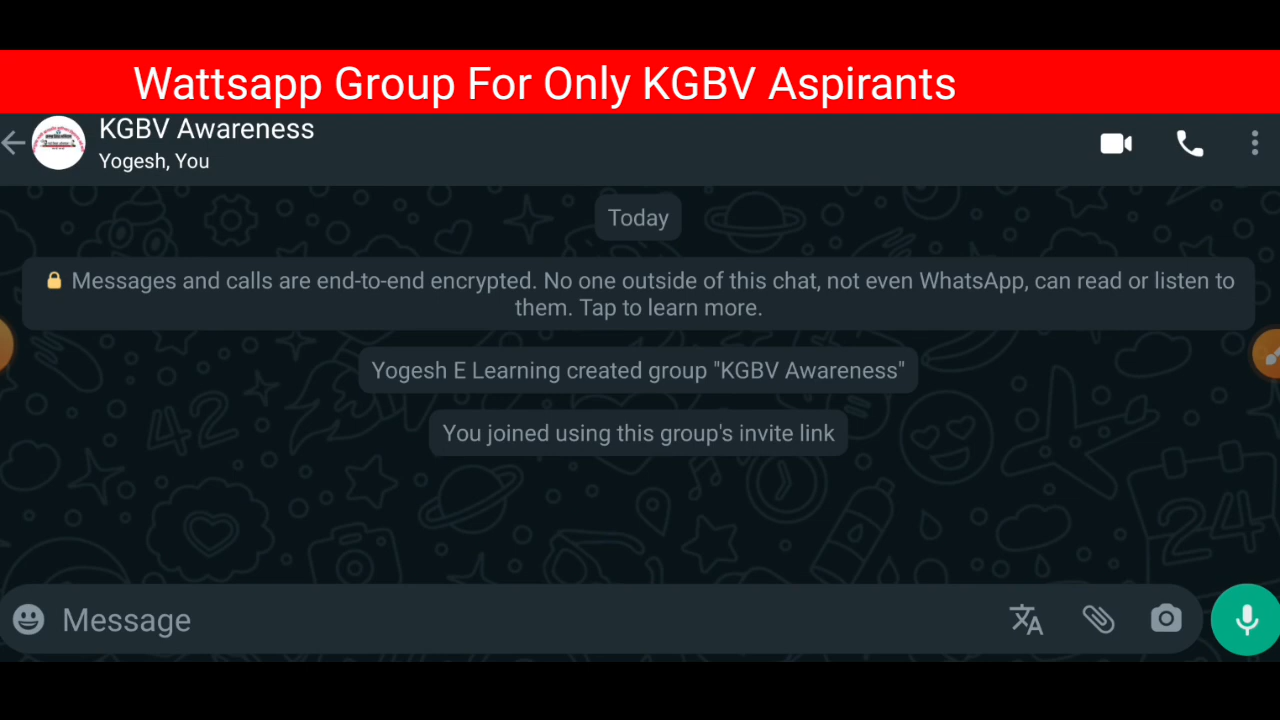 Wattsapp Group For Only KGBV Aspirants
KGBV Awareness
Yogesh, You
Today
Messages and calls are end-to-end encrypted. No one outside of this chat, not even WhatsApp, can read or listen to
them. Tap to learn more.
Yogesh E Learning created group "KGBV Awareness"
You joined using this group's invite link
Message